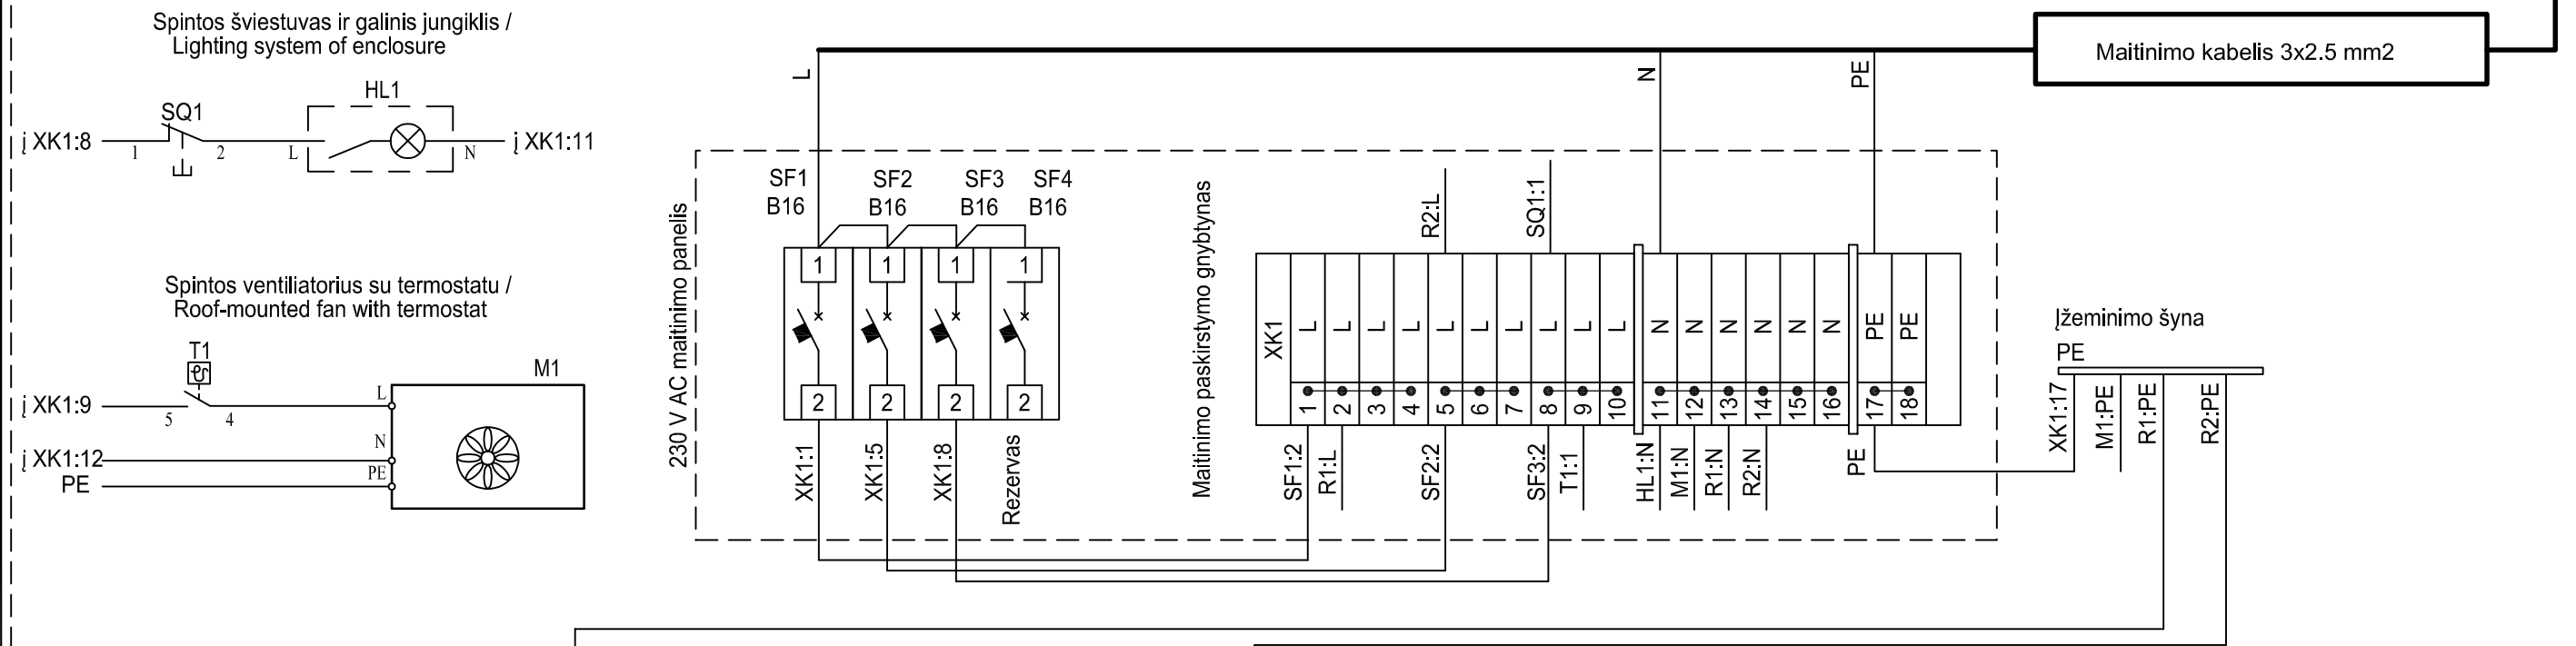 Spintos šviestuvas ir galinis jungiklis /
Lighting system of enclosure
HL1
SQ1
į XK1:8
1
2
L
N
į XK1:11
Spintos ventiliatorius su termostatu /
Roof-mounted fan with termostat
T1
M1
į XK1:9
5
4
L
į XK1:12
N
PE
PE
Maitinimo kabelis 3x2.5 mm2
L
N
PE
230 V AC maitinimo panelis
SF1
B16
SF2
B16
SF3
B16
SF4
B16
1
1
1
1
2
2
2
2
XK1:1
XK1:5
XK1:8
Rezervas
Maitinimo paskirstymo gnybtynas
R2:L
SQ1:1
XK1
L
L
L
L
L
L
L
L
L
L
N
N
N
N
N
N
PE
PE
1
2
3
4
5
6
7
8
9
10
11
12
13
14
15
16
17
18
SF1:2
R1:L
SF2:2
SF3:2
T1:1
HL1:N
M1:N
R1:N
R2:N
PE
Įžeminimo šyna
PE
XK1:17
M1:PE
R1:PE
R2:PE